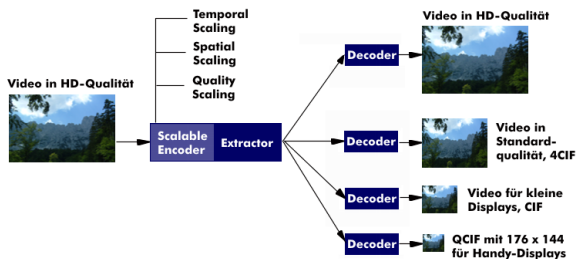 Temporal
Scaling
Spatial
Scaling
Quality
Scaling
Video in HD-Qualität
Scalable
Encoder
Extractor
Decoder
Video in HD-Qualität
Decoder
Video in
Standard-
qualität, 4CIF
Decoder
Video für kleine
Displays, CIF
Decoder
QCIF mit 176 x 144
für Handy-Displays